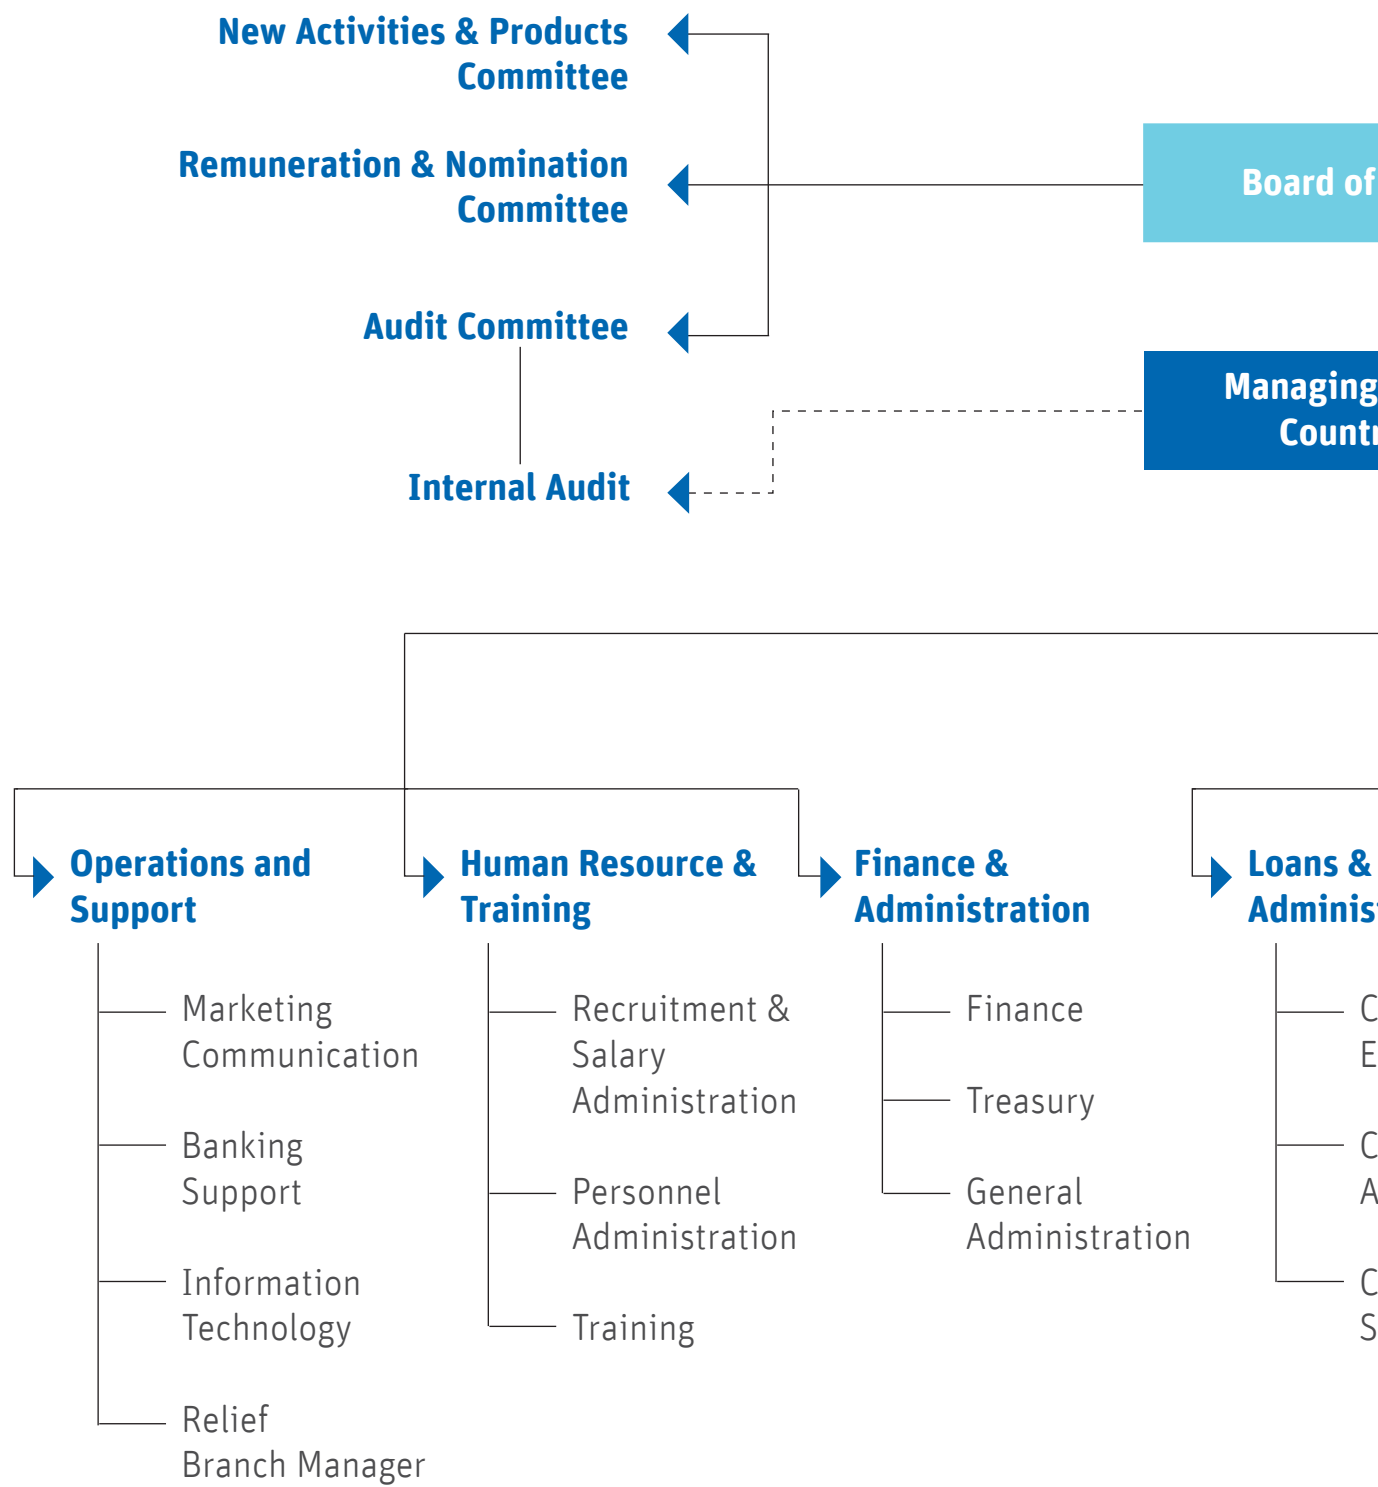 New Activities & Products
Committee
Remuneration & Nomination
Committee
Board of
Audit Committee
Managing
Internal Audit
Operations and
Support
Marketing
Communication
Banking
Support
Information
Technology
Relief
Branch Manager
Human Resource &
Training
Recruitment &
Salary
Administration
Personnel
Administration
Training
Finance &
Administration
Finance
Treasury
General
Administration
Loans &